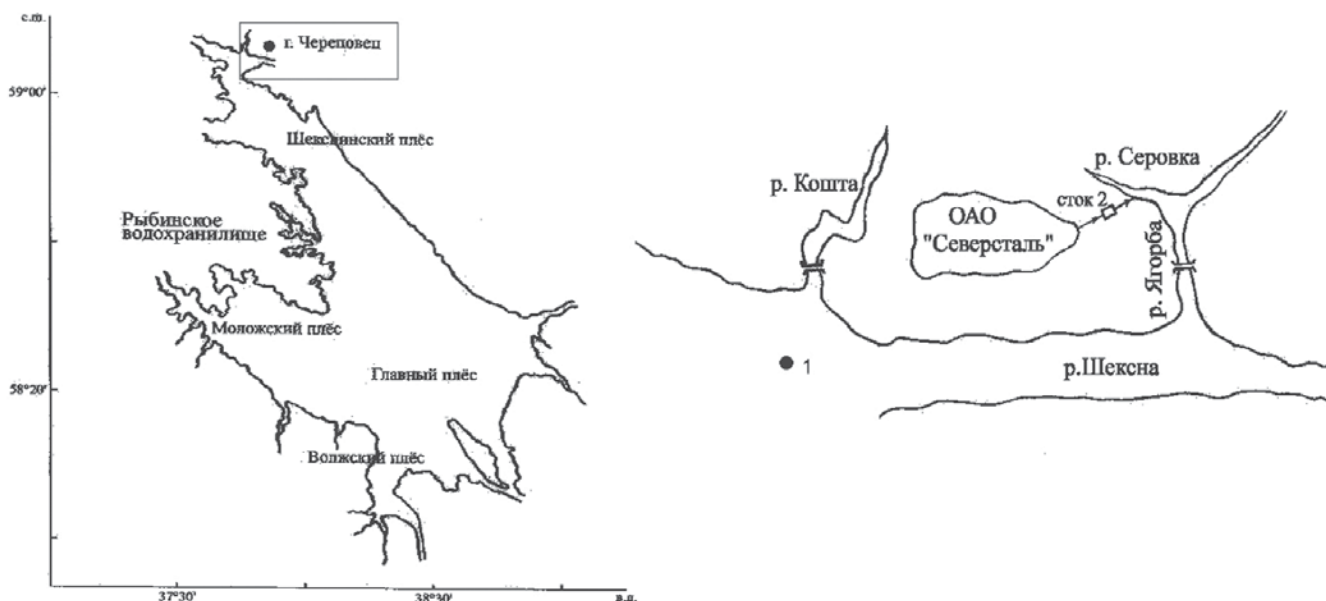 с.ш.
г. Череповец
59°00'
Шекснинский плёс
Рыбинское
водохранилище
Моложский плёс
Главный плёс
58°20'
Волжский плёс
37°30'
38°30'
в.д.
р. Кошта
р. Серовка
сток 2
ОАО
"Северсталь"
р. Ягорба
1
р.Шексна